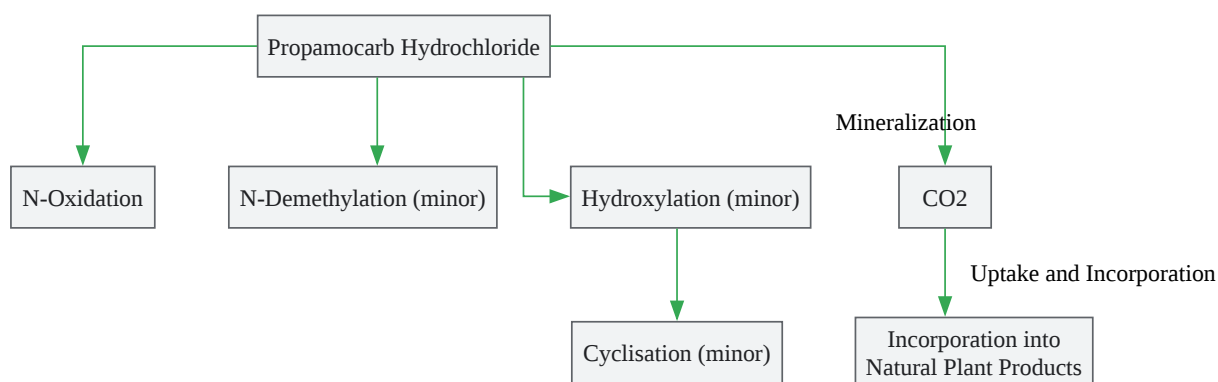 Propamocarb Hydrochloride
Mineralization
N-Oxidation
N-Demethylation (minor)
Hydroxylation (minor)
CO2
Uptake and Incorporation
Cyclisation (minor)
Incorporation into
Natural Plant Products